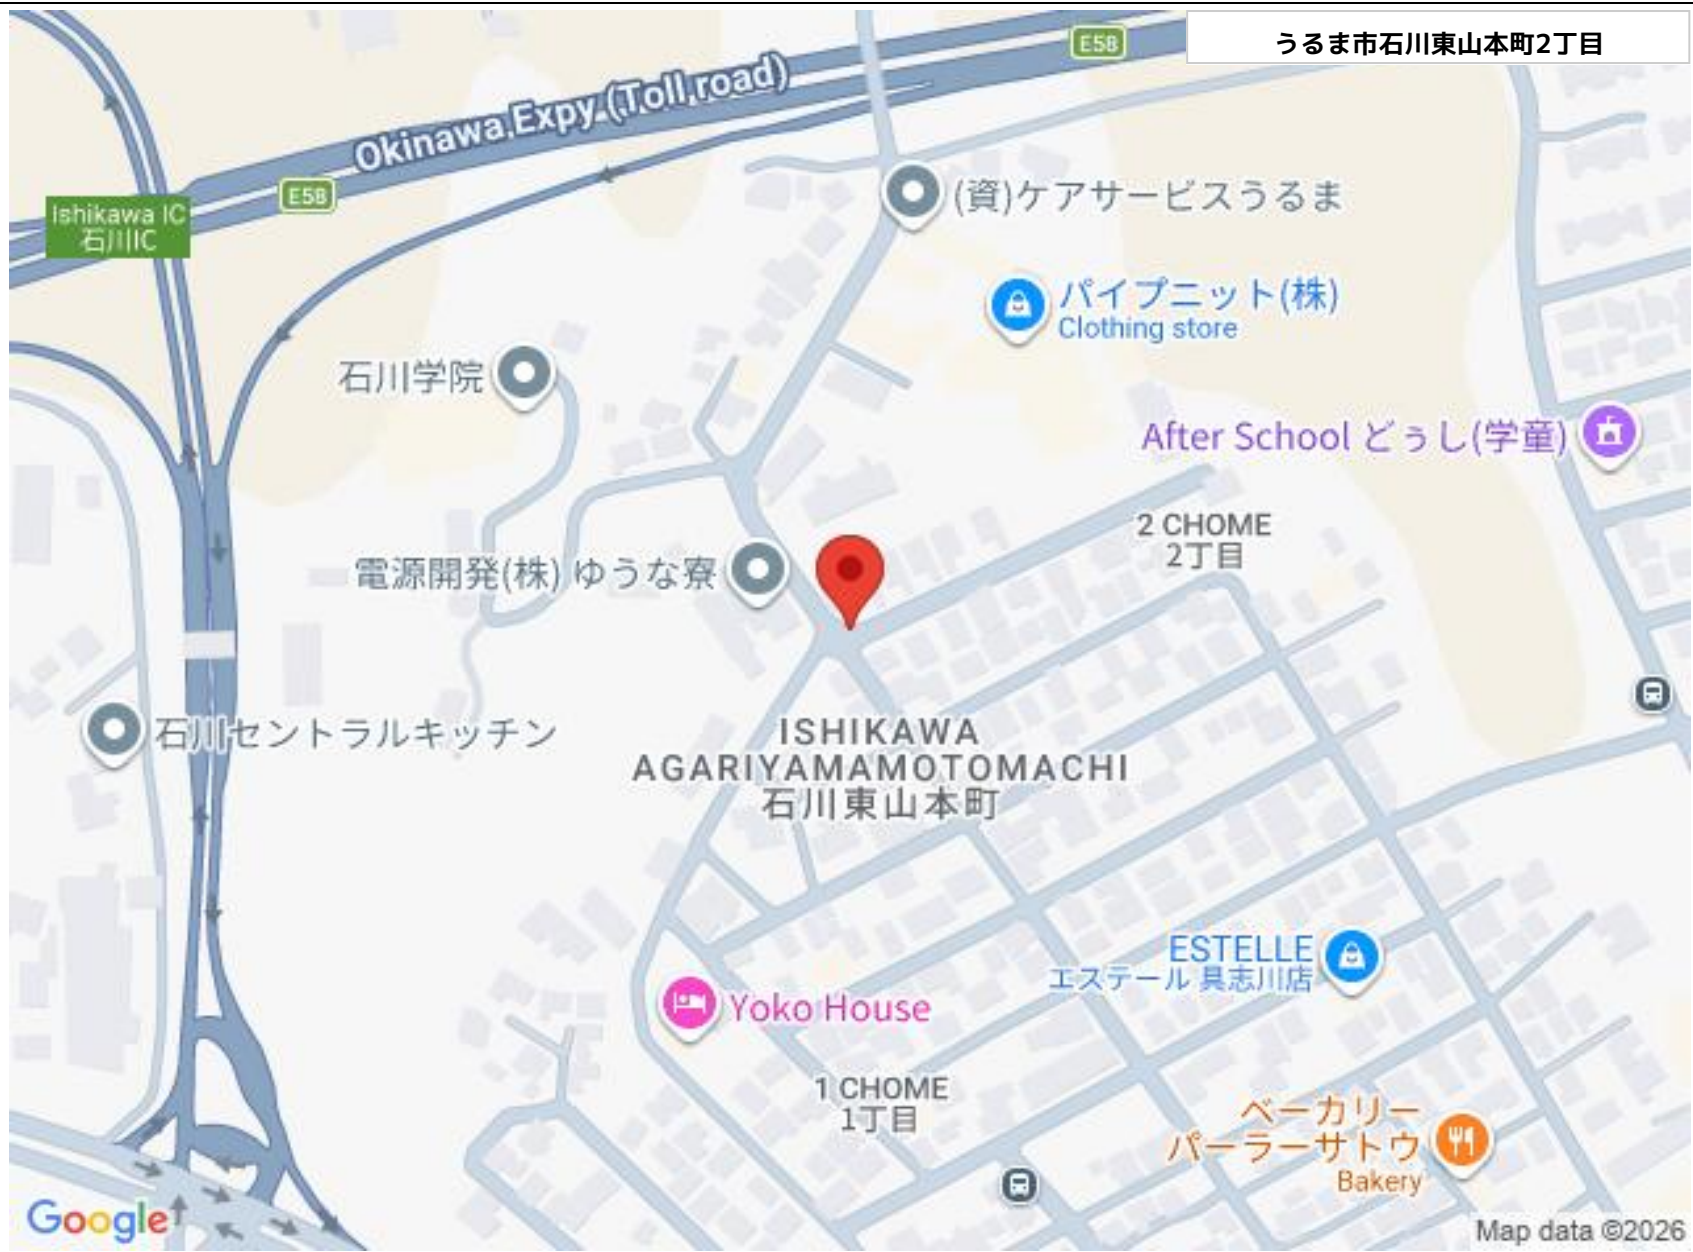 うるま市石川東山本町2丁目
E58
Okinawa Expy (Toll road)
E58
Ishikawa IC
石川IC
(資)ケアサービスうるま
パイプニット(株)
Clothing store
石川学院
After School どぅし(学童)
2 CHOME
2丁目
電源開発(株) ゆうな寮
石川セントラルキッチン
ISHIKAWA
AGARIYAMAMOTOMACHI
石川東山本町
ESTELLE
エステール 具志川店
Yoko House
1 CHOME
1丁目
ベーカリー
パーラーサトウ
Bakery
Google
Map data ©2026